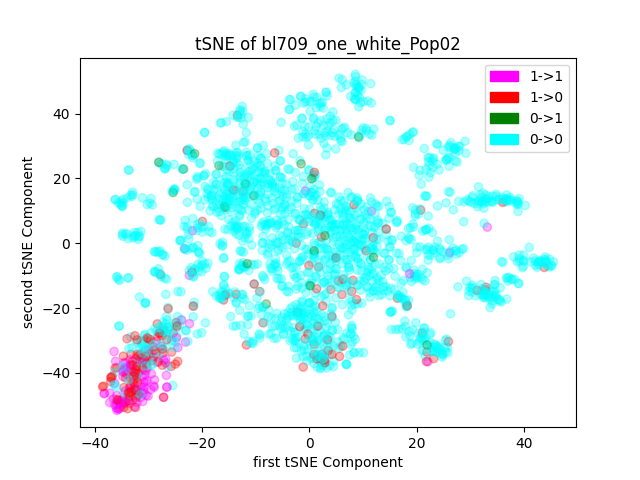 tSNE of bl709_one_white_Pop02
1->1
1->0
0->1
0->0
40
20
0
−20
−40
second tSNE Component
−40 −20 0 20 40
first tSNE Component